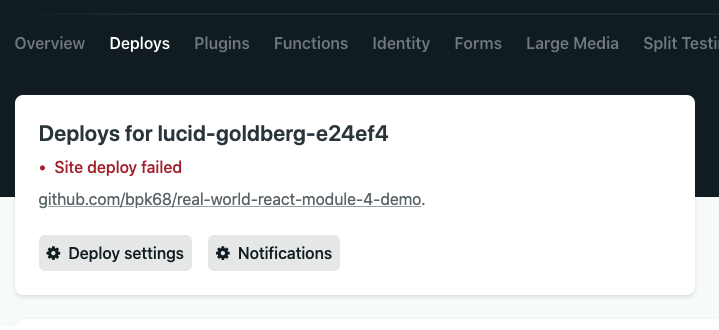 Overview Deploys Plugins Functions Identity Forms Large Media Split Testi
Deploys for lucid-goldberg-e24ef4
• Site deploy failed
github.com/bpk68/real-world-react-module-4-demo.
Deploy settings Notifications